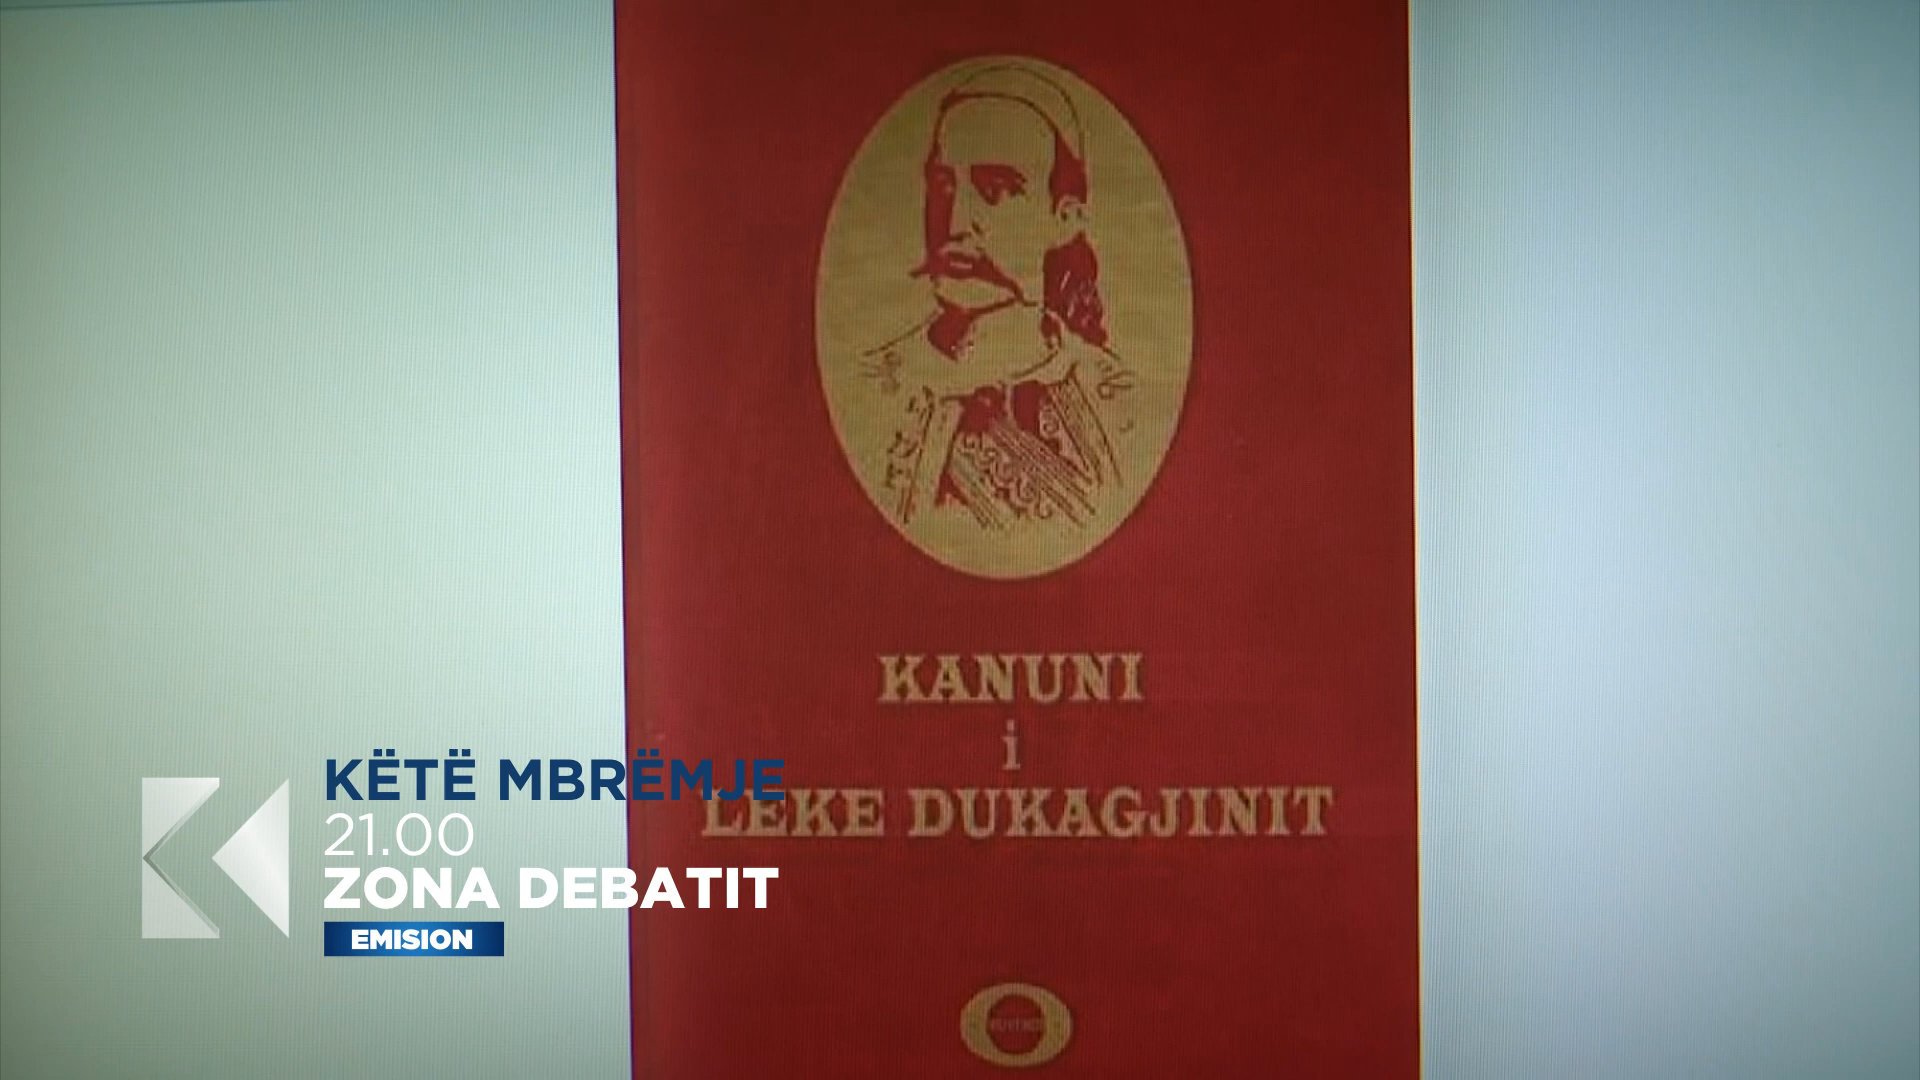 KANUNI
i
LEKE DUKAGJINIT
KËTË MBRËMJE
21.00
ZONA DEBATIT
EMISION